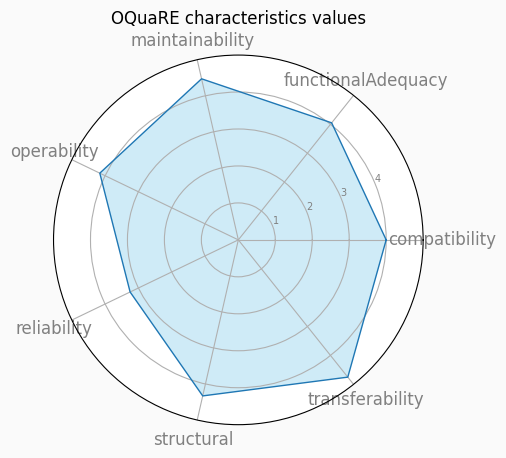 OQuaRE characteristics values
maintainability
functionalAdequacy
operability
4
3
2
1
compatibility
reliability
transferability
structural